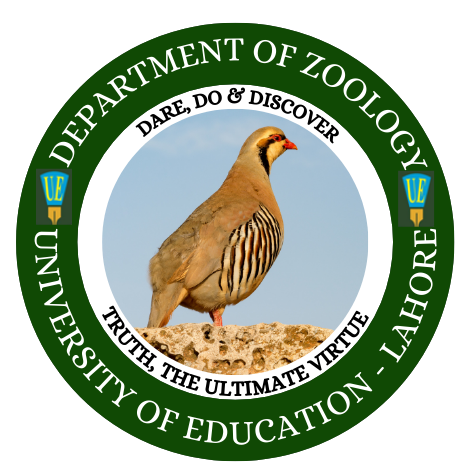 DEPARTMENT OF ZOOLOGY
DARE, DO & DISCOVER
UE
UE
TRUTH, THE ULTIMATE VIRTUE
UNIVERSITY OF EDUCATION - LAHORE